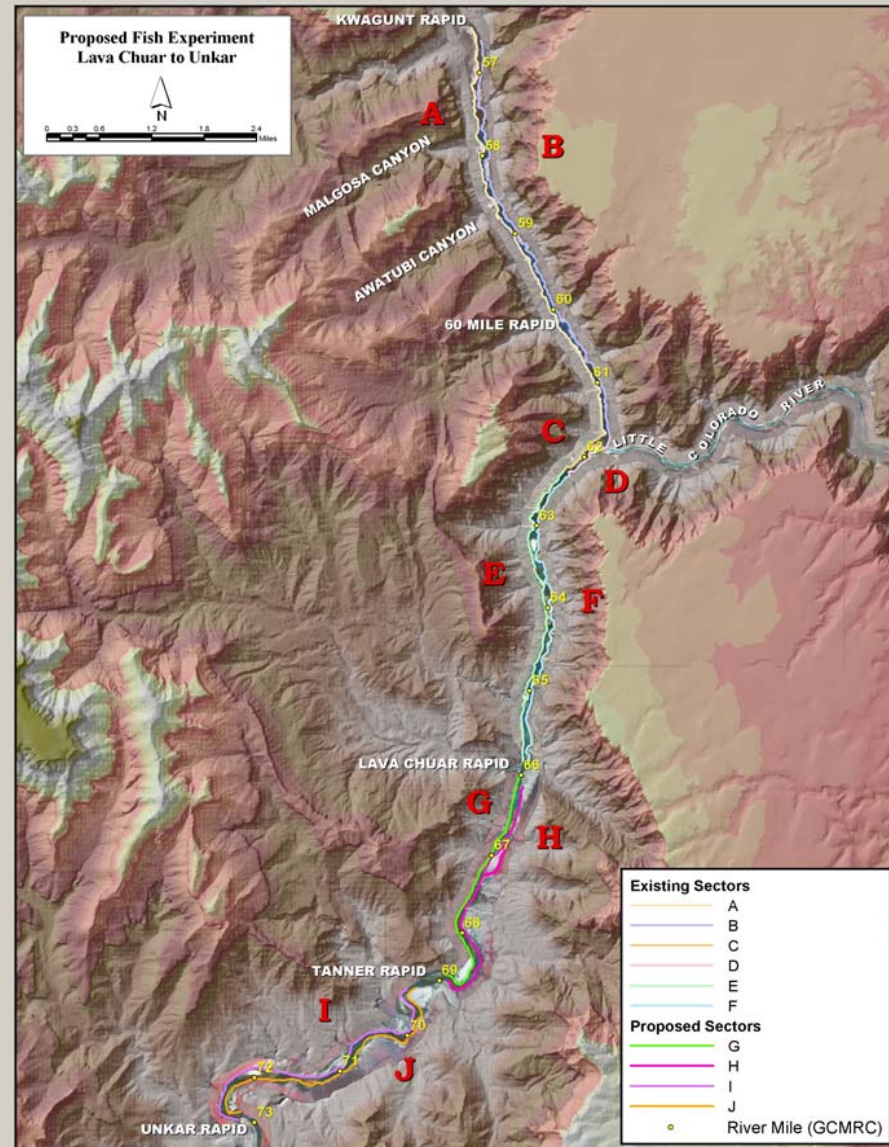 KWAGUNT RAPID
Proposed Fish Experiment
Lava Chuar to Unkar
N
0 0.3 0.6 1.2 1.8 2.4
Miles
57
A
B
58
MALGOSA CANYON
59
AWATUBI CANYON
60
60 MILE RAPID
61
C
62
LITTLE COLORADO RIVER
D
63
E
F
64
65
LAVA CHUAR RAPID
66
G
H
67
68
TANNER RAPID
69
I
70
J
71
72
73
UNKAR RAPID
Existing Sectors
A
B
C
D
E
F
Proposed Sectors
G
H
I
J
River Mile (GCMRC)